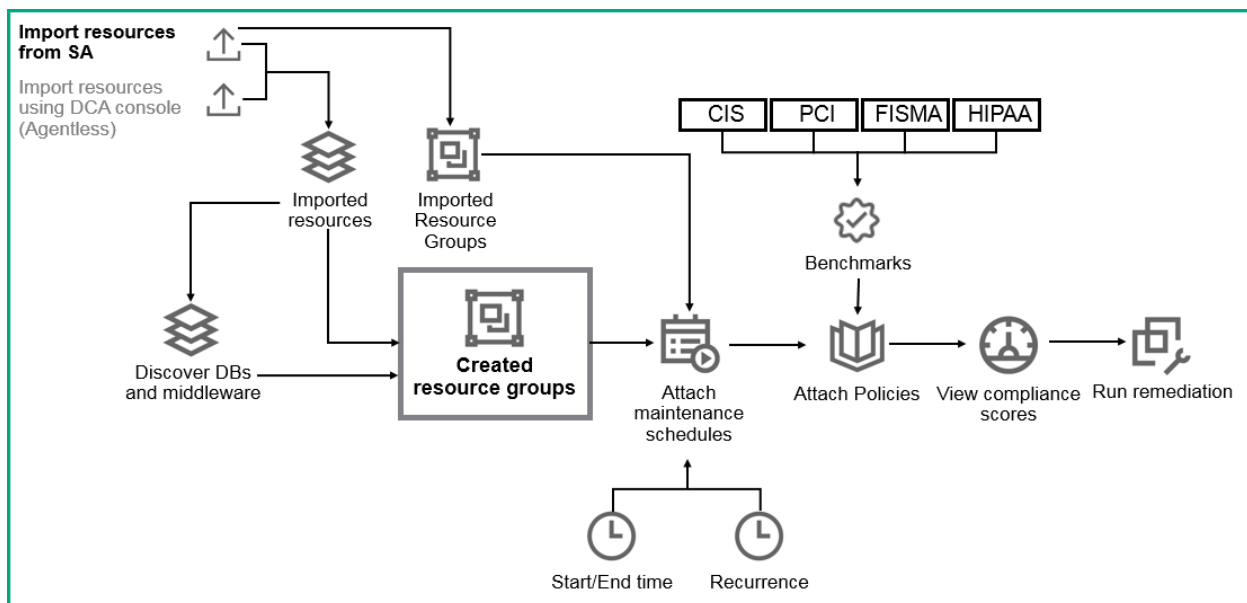 Import resources
from SA
Import resources
using DCA console
(Agentless)
CIS
PCI
FISMA
HIPAA
Imported
resources
Imported
Resource
Groups
Benchmarks
Discover DBs
and middleware
Created
resource groups
Attach
maintenance
schedules
Attach Policies
View compliance
scores
Run remediation
Start/End time
Recurrence